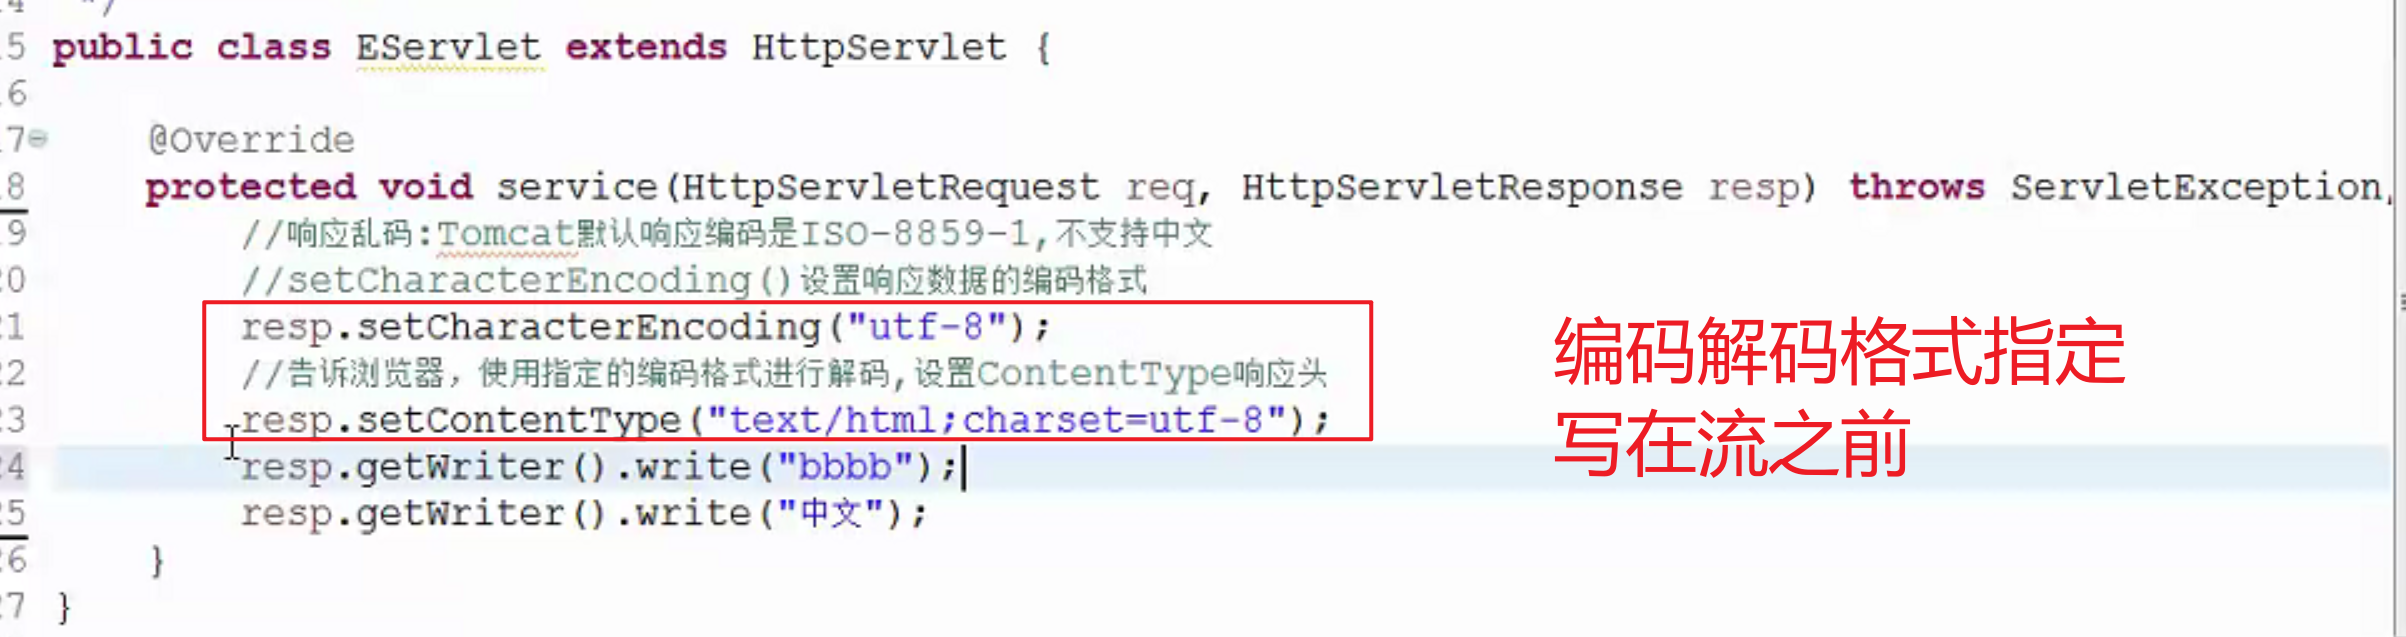 */
5 public class EServlet extends HttpServlet {
6
7 @Override
8 protected void service(HttpServletRequest req, HttpServletResponse resp) throws ServletException,
9 //响应乱码:Tomcat默认响应编码是ISO-8859-1,不支持中文
20 //setCharacterEncoding()设置响应数据的编码格式
21 resp.setCharacterEncoding("utf-8");
22 //告诉浏览器，使用指定的编码格式进行解码,设置ContentType响应头
23 resp.setContentType("text/html;charset=utf-8");
24 resp.getWriter().write("bbbb");
25 resp.getWriter().write("中文");
26 }
27 }
编码解码格式指定
写在流之前